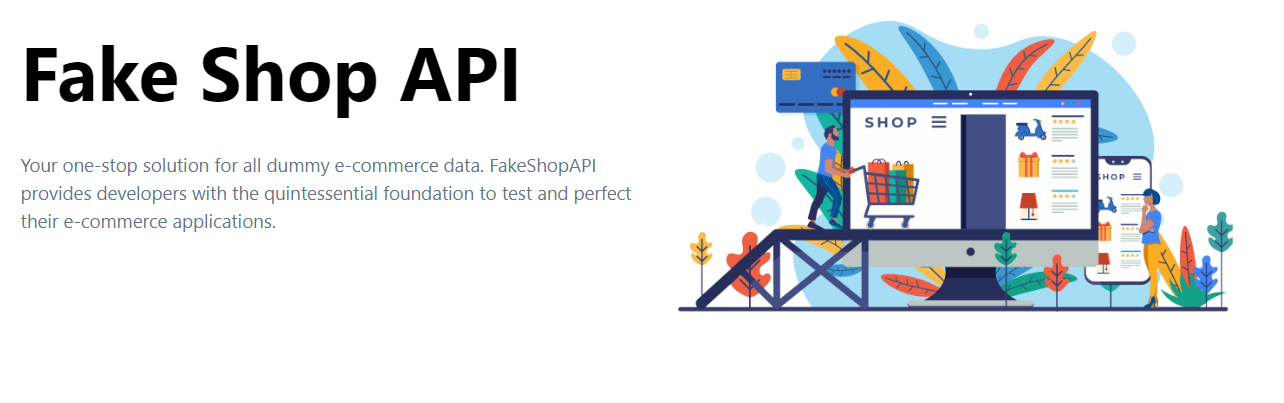 Fake Shop API
Your one-stop solution for all dummy e-commerce data. FakeShopAPI
provides developers with the quintessential foundation to test and perfect
their e-commerce applications.
SHOP
SHOP